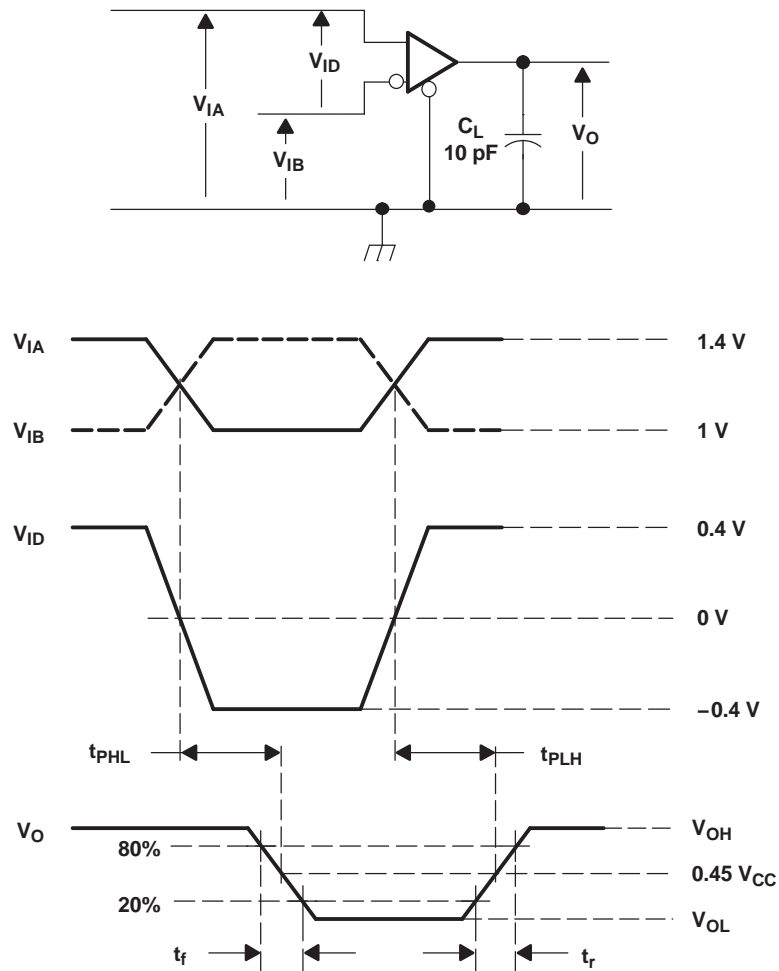 V_ID
V_IA
V_IB
C_L
10 pF
V_O
V_IA
1.4 V
V_IB
1 V
V_ID
0.4 V
0 V
−0.4 V
t_PHL
t_PLH
V_O
V_OH
80%
0.45 V_CC
20%
V_OL
t_f
t_r